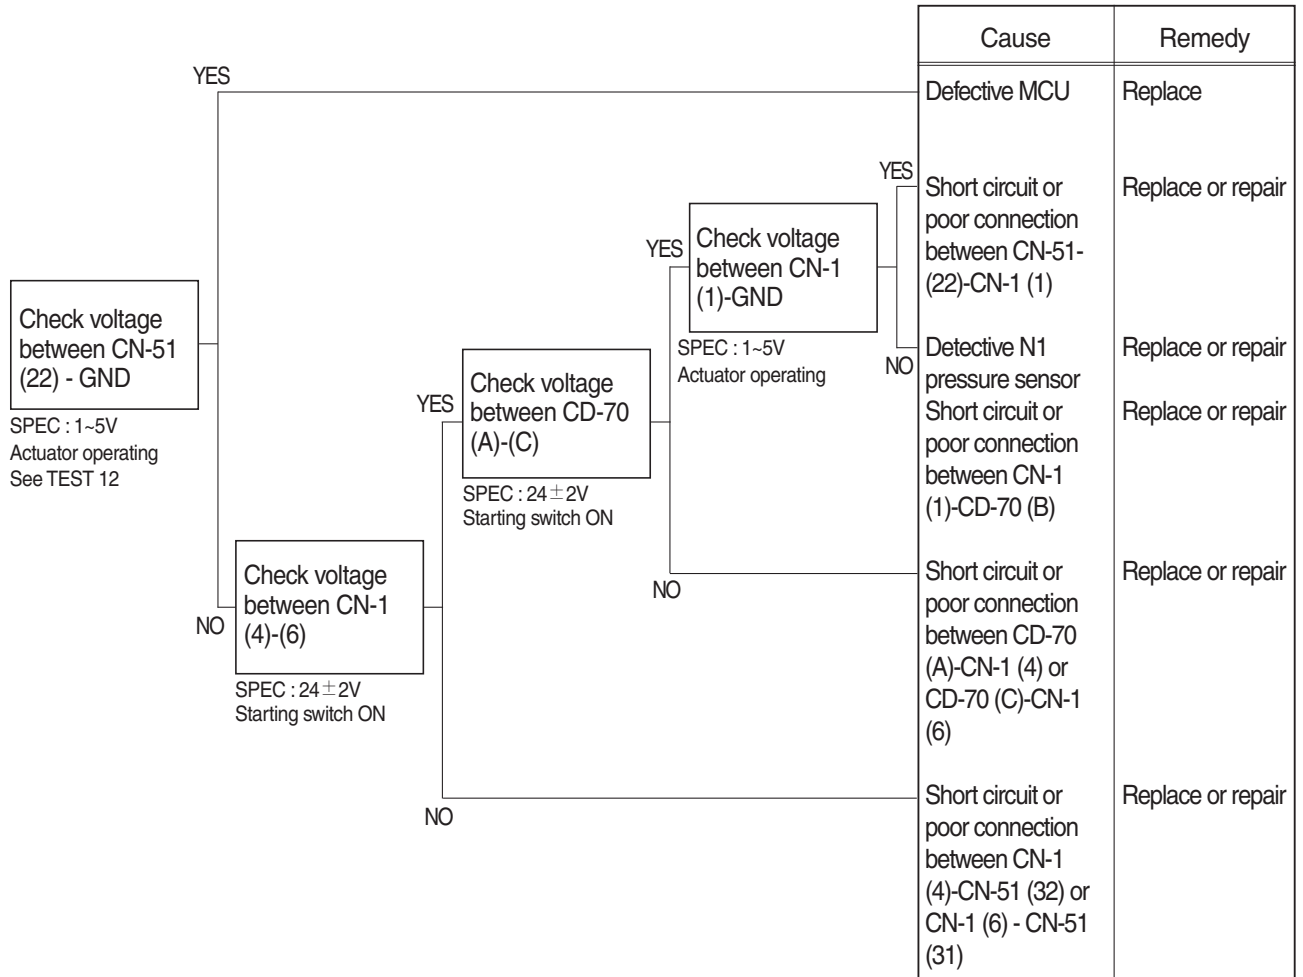 Cause
Remedy
YES
Defective MCU
Replace
YES
Short circuit or
poor connection
between CN-51-
(22)-CN-1 (1)
Replace or repair
YES
Check voltage
between CN-1
(1)-GND
SPEC : 1~5V
Actuator operating
NO
Detective N1
pressure sensor
Replace or repair
Short circuit or
poor connection
between CN-1
(1)-CD-70 (B)
Replace or repair
Check voltage
between CN-51
(22) - GND
SPEC : 1~5V
Actuator operating
See TEST 12
YES
Check voltage
between CD-70
(A)-(C)
SPEC : 24±2V
Starting switch ON
NO
Short circuit or
poor connection
between CD-70
(A)-CN-1 (4) or
CD-70 (C)-CN-1
(6)
Replace or repair
NO
Check voltage
between CN-1
(4)-(6)
SPEC : 24±2V
Starting switch ON
NO
Short circuit or
poor connection
between CN-1
(4)-CN-51 (32) or
CN-1 (6) - CN-51
(31)
Replace or repair